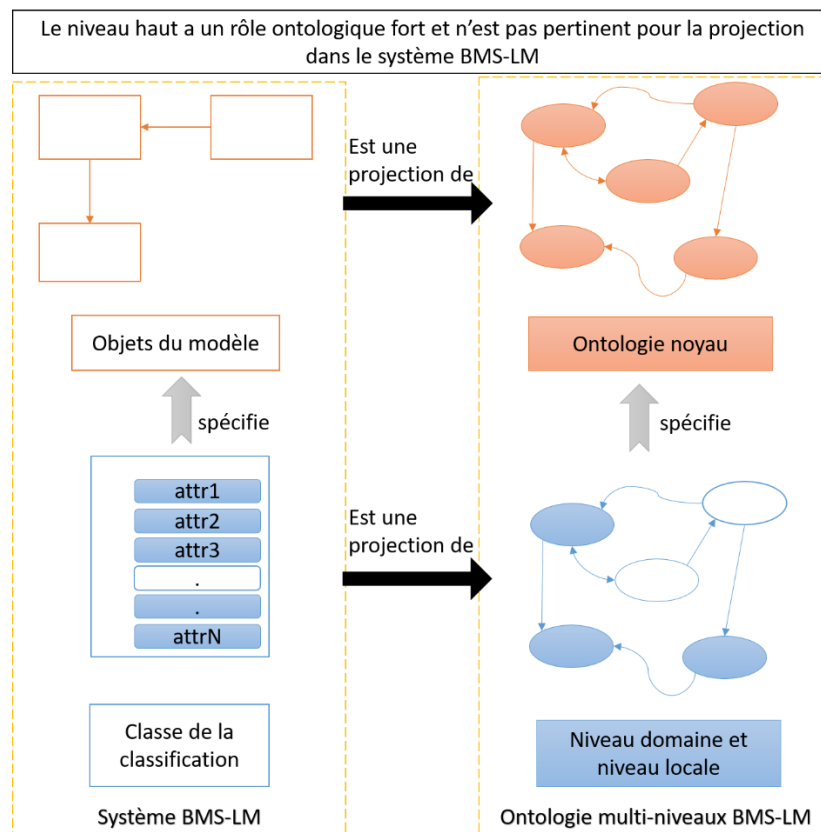 Le niveau haut a un rôle ontologique fort et n'est pas pertinent pour la projection
dans le système BMS-LM
Est une
projection de
Objets du modèle
Ontologie noyau
spécifie
spécifie
attr1
attr2
attr3
.
.
attrN
Est une
projection de
Classe de la
classification
Niveau domaine et
niveau locale
Système BMS-LM
Ontologie multi-niveaux BMS-LM